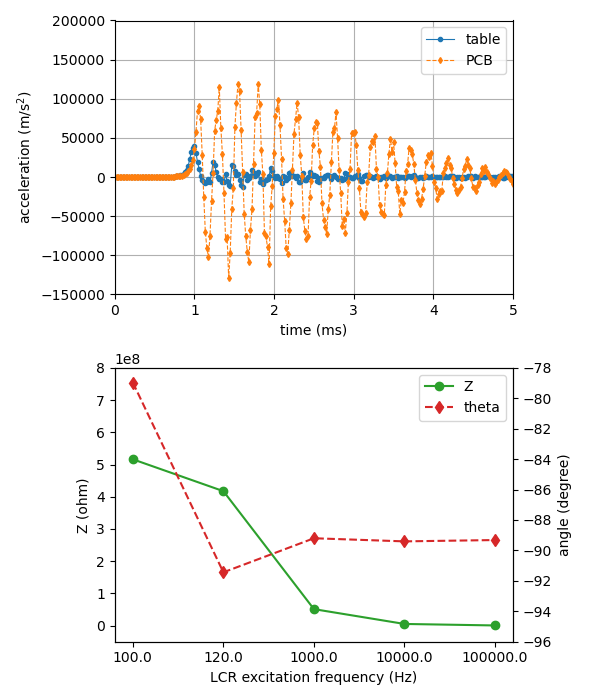 200000
150000
100000
50000
0
−50000
−100000
−150000
acceleration (m/s²)
table
PCB
0 1 2 3 4 5
time (ms)
1e8
8
7
6
5
4
3
2
1
0
Z (ohm)
Z
theta
−78
−80
−82
−84
−86
−88
−90
−92
−94
−96
angle (degree)
100.0 120.0 1000.0 10000.0 100000.0
LCR excitation frequency (Hz)